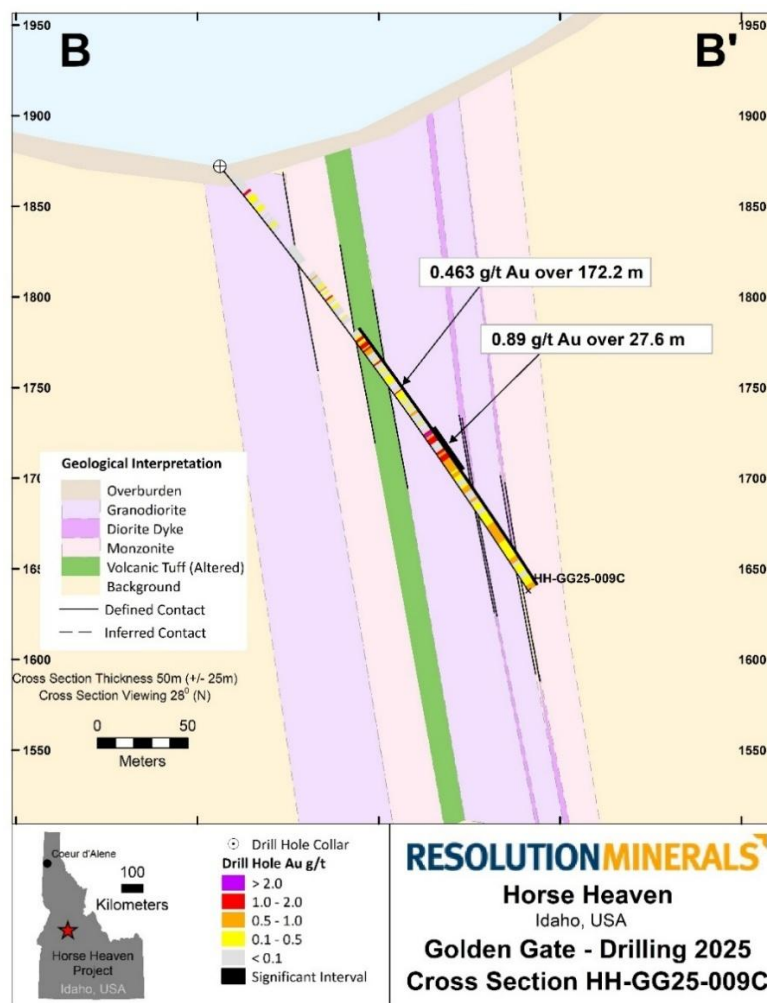 B
B'
1950
1950
1900
1900
1850
1850
1800
1800
1750
1750
170
1700
165
1650
1600
1600
1550
1550
0.463 g/t Au over 172.2 m
0.89 g/t Au over 27.6 m
HH-GG25-009C
Geological Interpretation
Overburden
Granodiorite
Diorite Dyke
Monzonite
Volcanic Tuff (Altered)
Background
Defined Contact
Inferred Contact
Cross Section Thickness 50m (+/- 25m)
Cross Section Viewing 28⁰ (N)
0 50
Meters
Coeur d'Alene
100
Kilometers
Horse Heaven
Project
Idaho, USA
Drill Hole Collar
Drill Hole Au g/t
> 2.0
1.0 - 2.0
0.5 - 1.0
0.1 - 0.5
< 0.1
Significant Interval
RESOLUTIONMINERALS
Horse Heaven
Idaho, USA
Golden Gate - Drilling 2025
Cross Section HH-GG25-009C